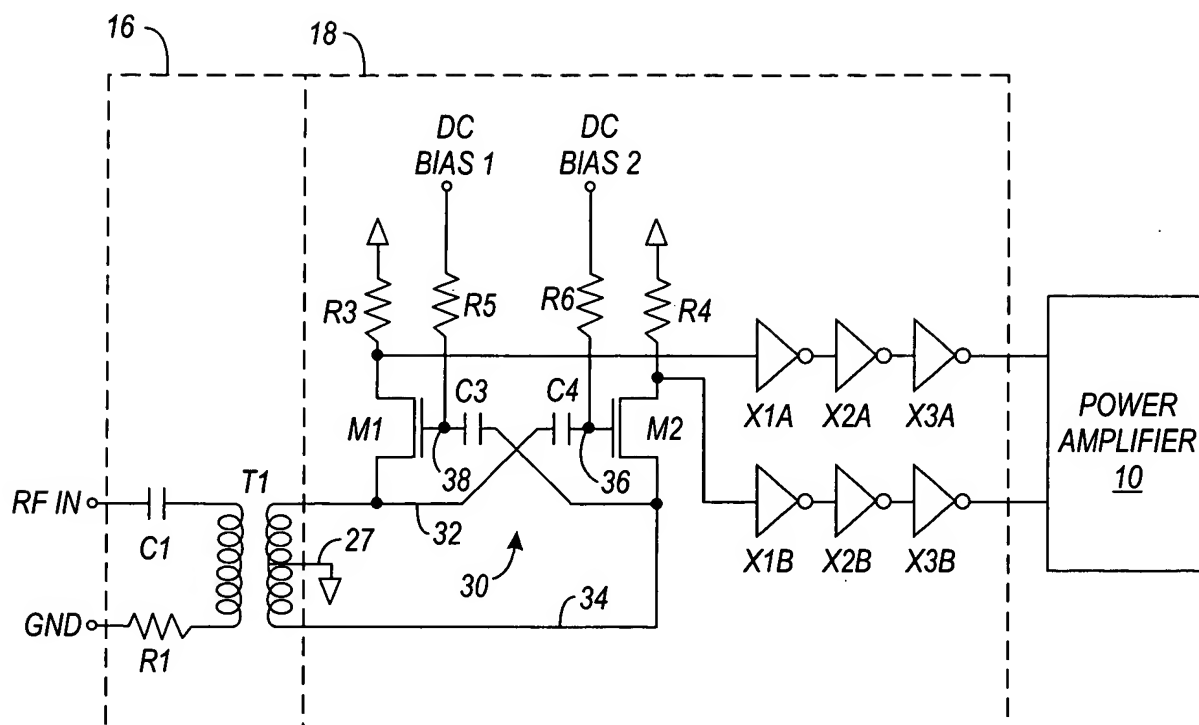 16
18
DC
BIAS 1
DC
BIAS 2
R3
R5
R6
R4
C3
C4
M1
M2
38
36
X1A
X2A
X3A
POWER
AMPLIFIER
10
T1
RF IN
C1
32
27
30
34
X1B
X2B
X3B
GND
R1